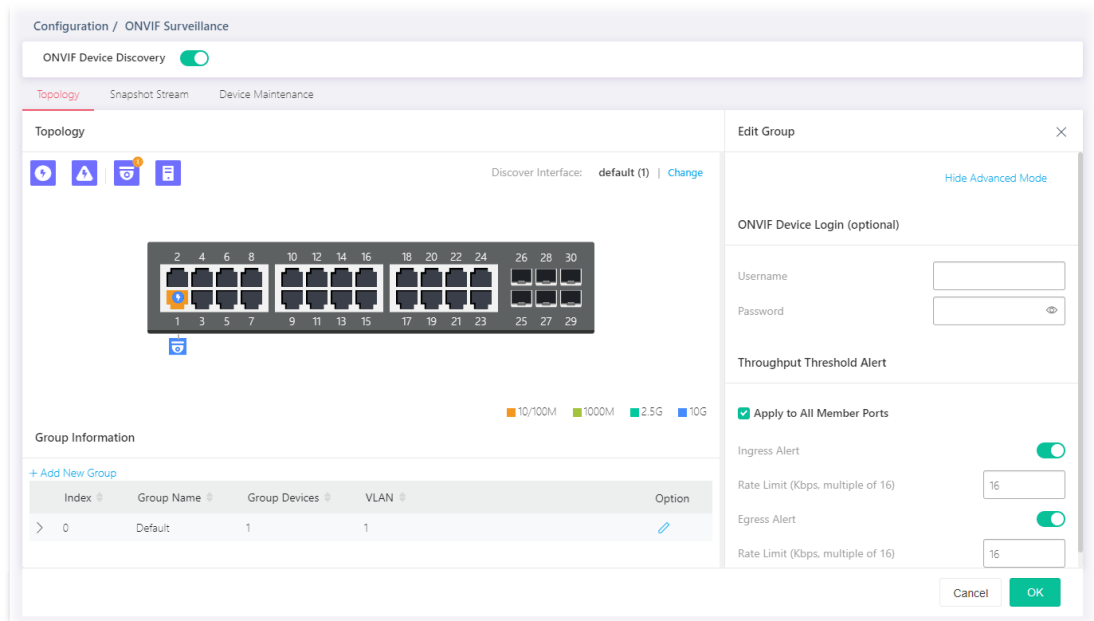 Configuration / ONVIF Surveillance
ONVIF Device Discovery
Topology Snapshot Stream Device Maintenance
Topology
1
Discover Interface: default (1) | Change
2 4 6 8 10 12 14 16 18 20 22 24 26 28 30
1 3 5 7 9 11 13 15 17 19 21 23 25 27 29
10/100M 1000M 2.5G 10G
Group Information
+ Add New Group
Index Group Name Group Devices VLAN Option
0 Default 1 1
Edit Group
Hide Advanced Mode
ONVIF Device Login (optional)
Username
Password
Throughput Threshold Alert
Apply to All Member Ports
Ingress Alert
Rate Limit (Kbps, multiple of 16) 16
Egress Alert
Rate Limit (Kbps, multiple of 16) 16
Cancel OK